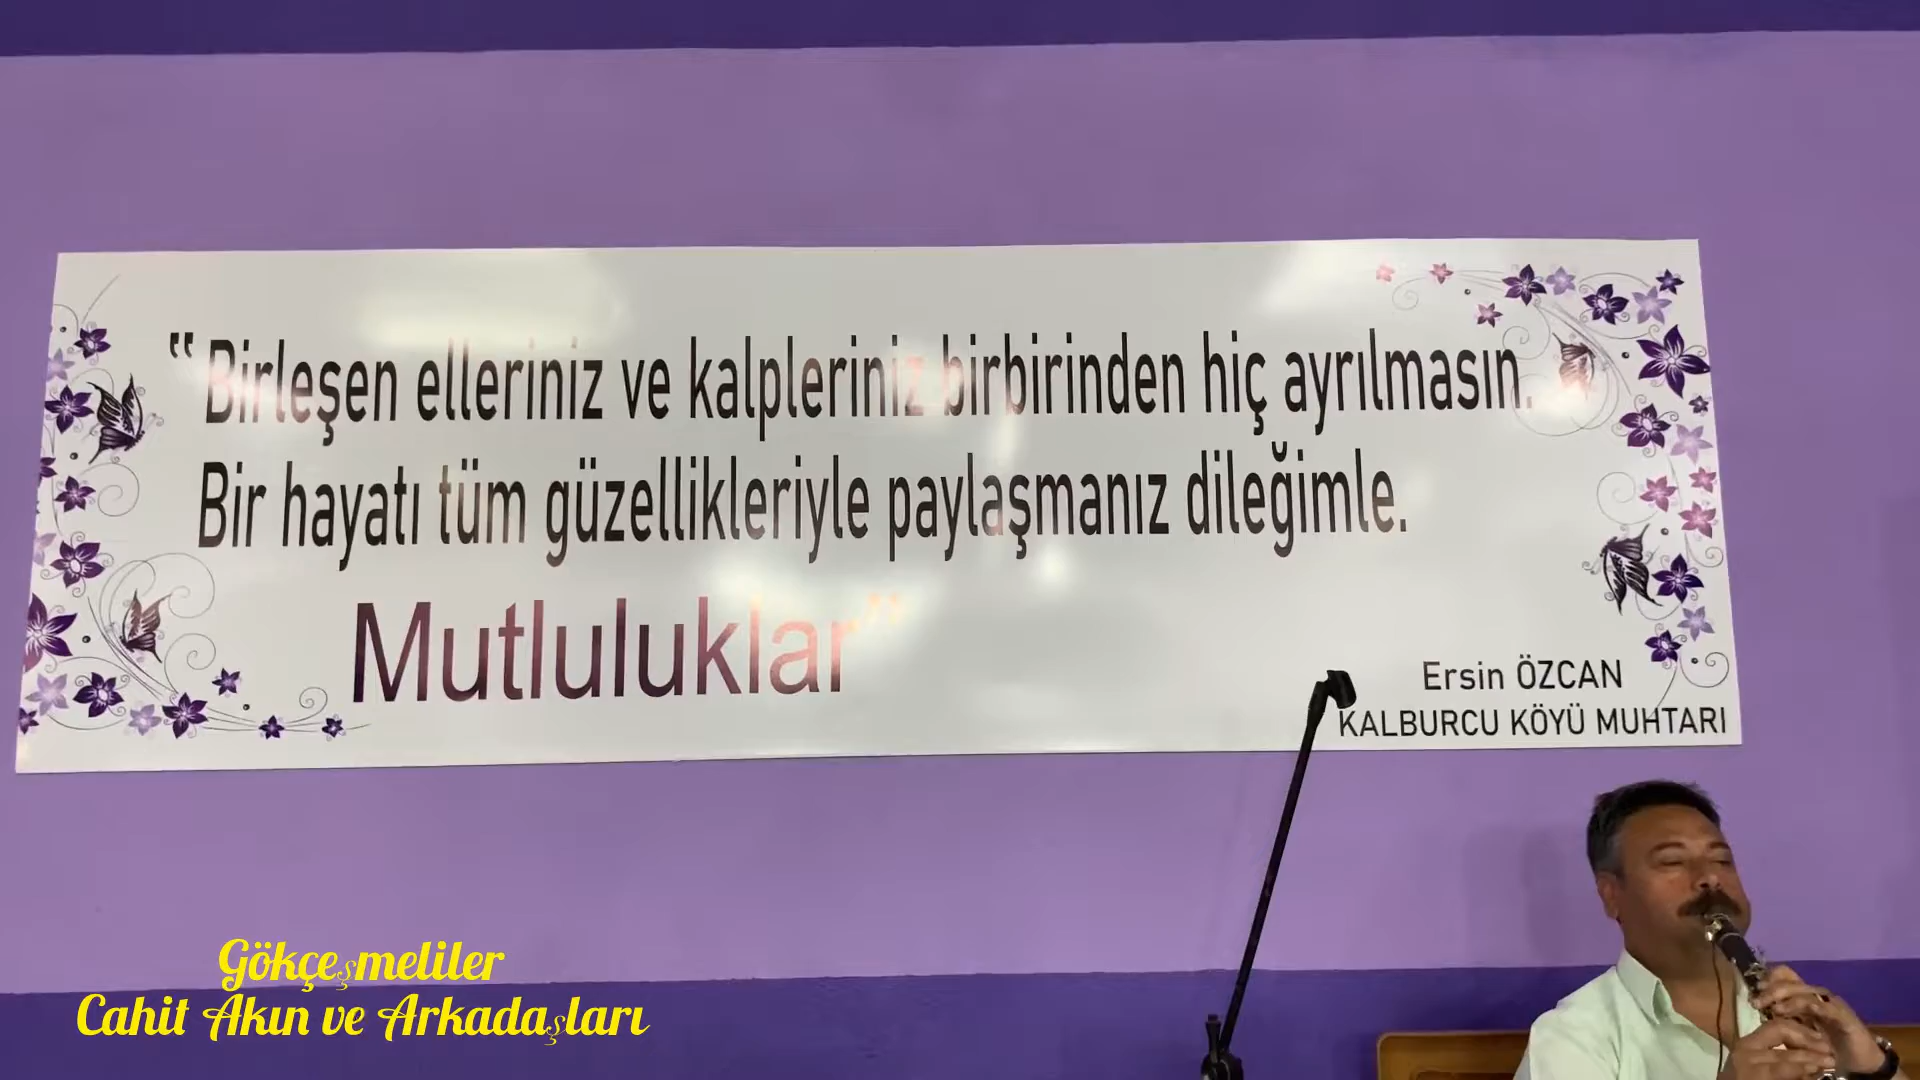 “Birleşen elleriniz ve kalpleriniz birbirinden hiç ayrılmasın.
Bir hayatı tüm güzellikleriyle paylaşmanız dileğimle.
Mutluluklar”
Ersin ÖZCAN
KALBURCU KÖYÜ MUHTARI
Gökçeşmeliler
Cahit Akın ve Arkadaşları